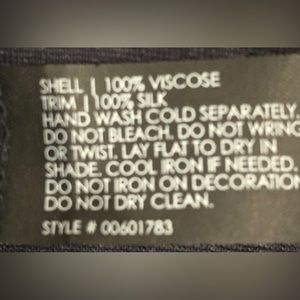 SHELL | 100% VISCOSE
TRIM | 100% SILK
HAND WASH COLD SEPARATELY.
DO NOT BLEACH. DO NOT WRING
OR TWIST. LAY FLAT TO DRY IN
SHADE. COOL IRON IF NEEDED.
DO NOT IRON ON DECORATION
DO NOT DRY CLEAN.
STYLE # 00601783